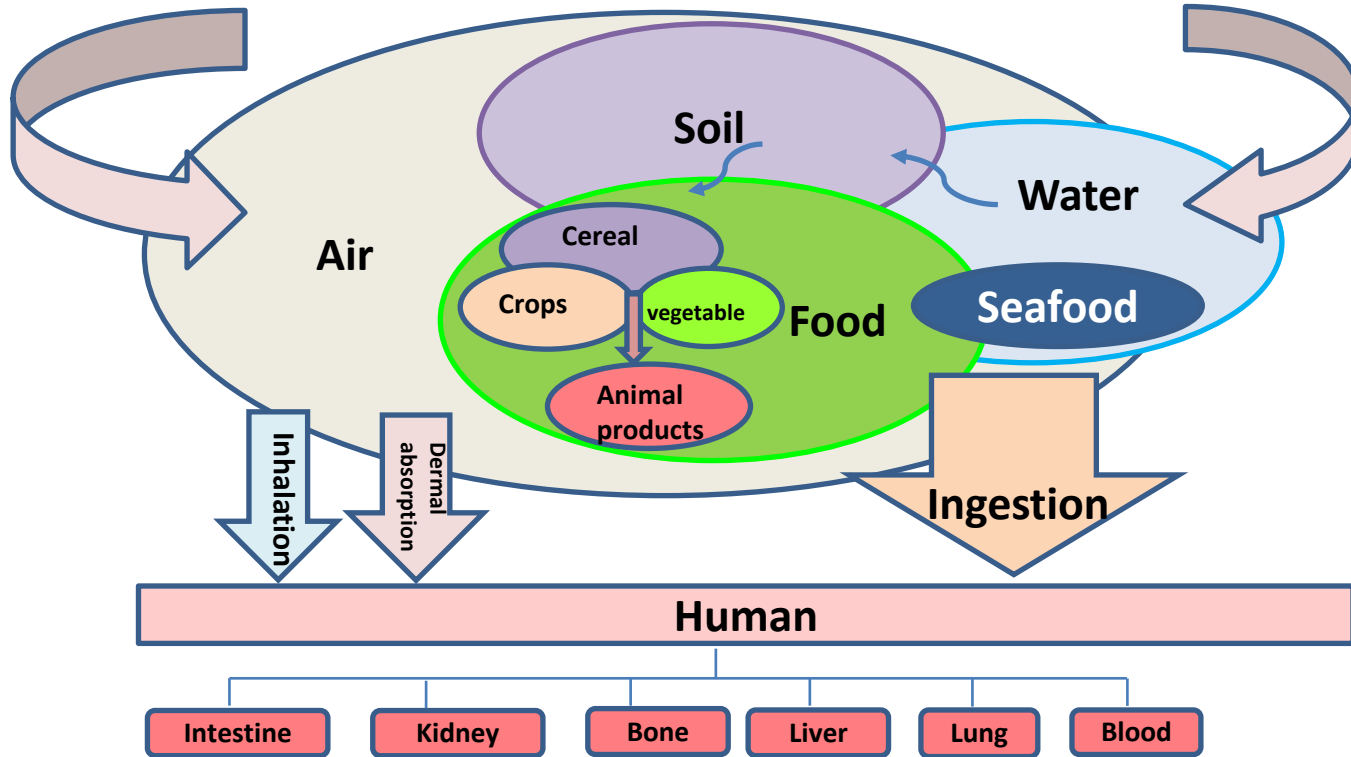 Soil
Water
Air
Cereal
Crops
vegetable
Food
Seafood
Animal
products
Inhalation
Dermal
absorption
Ingestion
Human
Intestine
Kidney
Bone
Liver
Lung
Blood